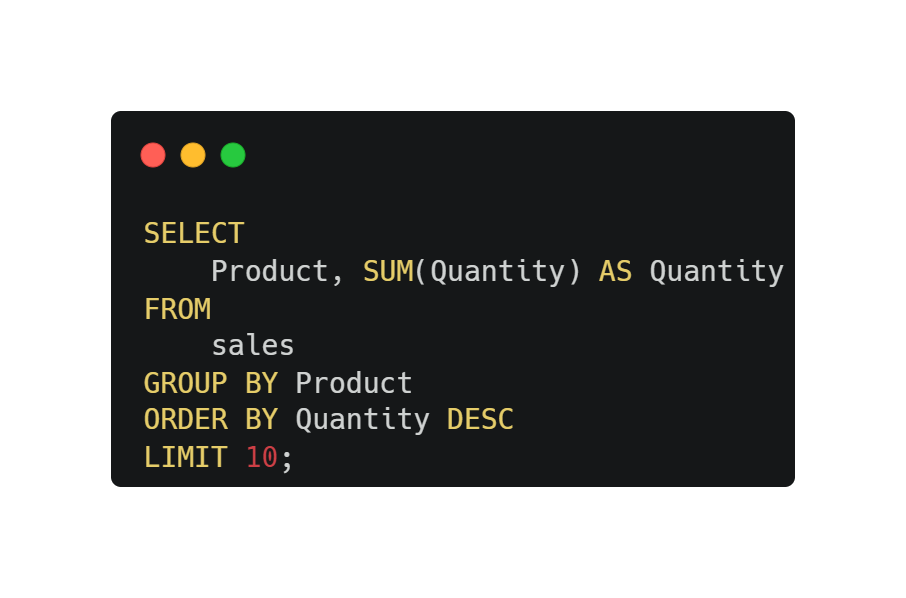 SELECT
    Product, SUM(Quantity) AS Quantity
FROM
    sales
GROUP BY Product
ORDER BY Quantity DESC
LIMIT 10;